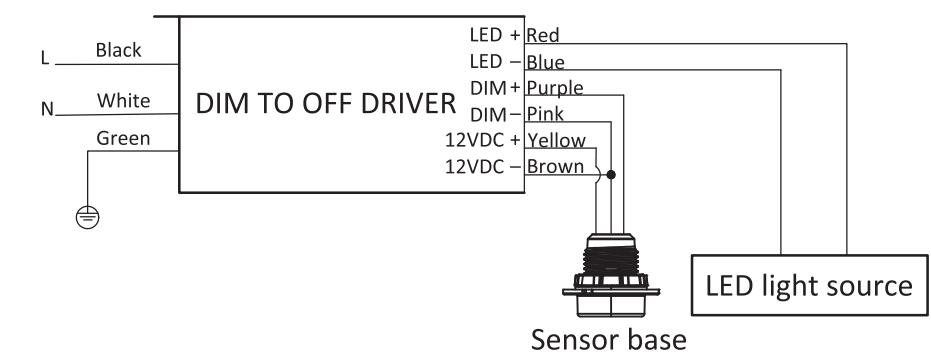 L Black
N White
Green
DIM TO OFF DRIVER
LED + Red
LED − Blue
DIM+ Purple
DIM− Pink
12VDC + Yellow
12VDC − Brown
LED light source
Sensor base